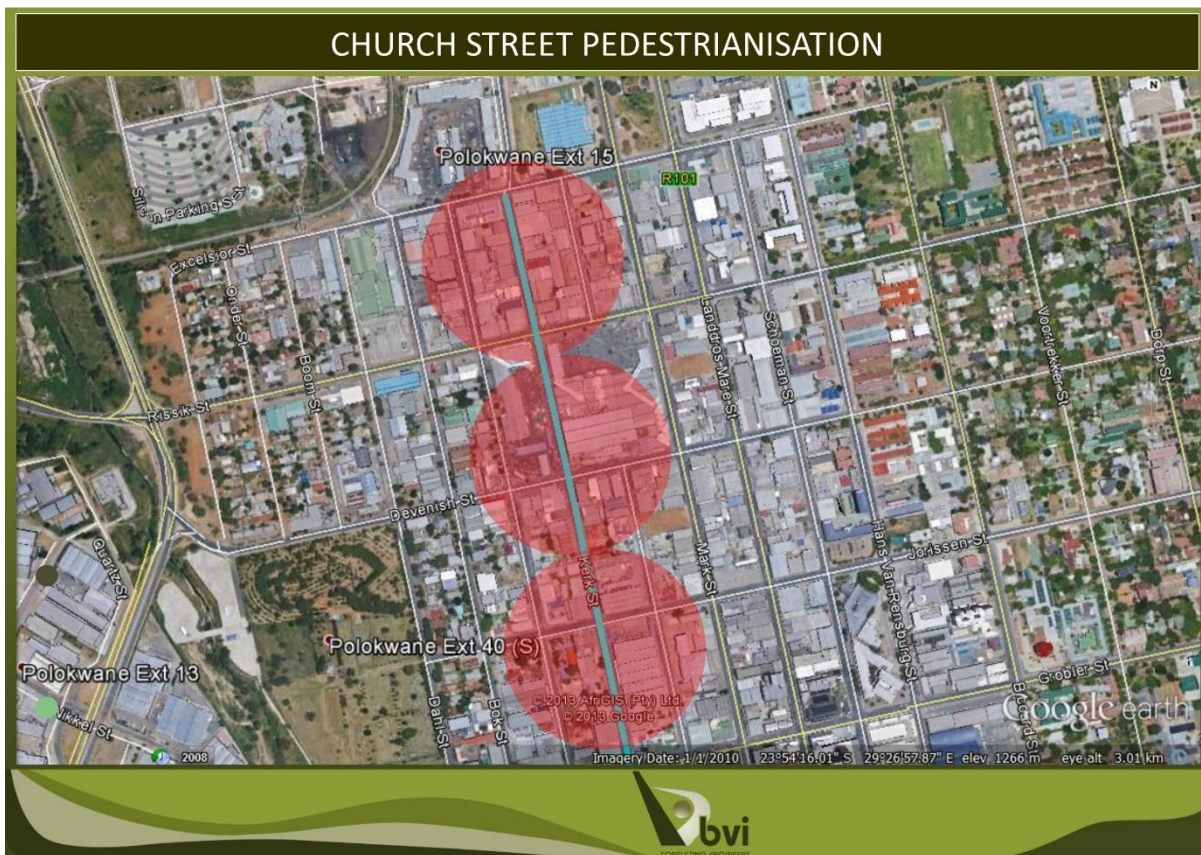 CHURCH STREET PEDESTRIANISATION
N
Polokwane Ext 15
R101
Excelsior St
Onder St
Boom St
Rissik St
Landdros Mare St
Schoeman St
Voortrekker St
Dorp St
Devenish St
Quartz St
Kerk St
Mark St
Hans Van Rensburg St
Jorissen St
Polokwane Ext 40 (S)
Polokwane Ext 13
Grobler St
Dahl St
Bok St
© 2013 AfriGIS (Pty) Ltd.
© 2013 Google
Google earth
Nikkel St
2008
Imagery Date: 1/1/2010 23°54'16.01" S 29°26'57.87" E elev 1266 m eye alt 3.01 km
bvi
CONSULTING ENGINEERS